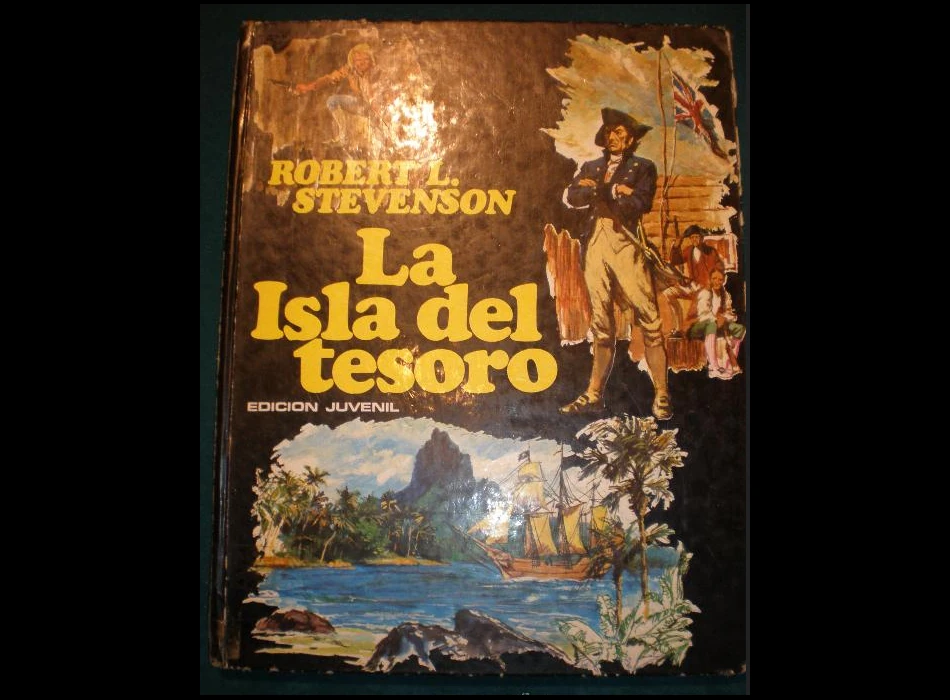 ROBERT L.
STEVENSON
La
Isla del
tesoro
EDICION JUVENIL